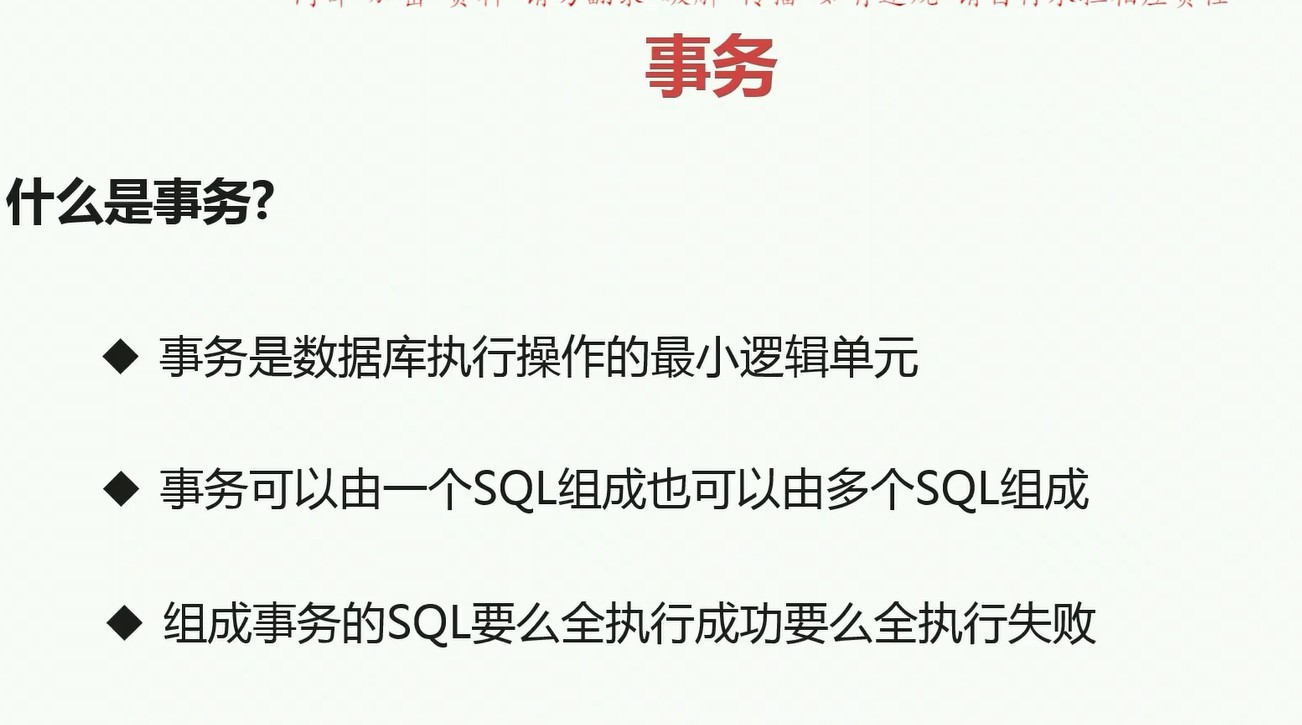 事务
什么是事务?
◆ 事务是数据库执行操作的最小逻辑单元
◆ 事务可以由一个SQL组成也可以由多个SQL组成
◆ 组成事务的SQL要么全执行成功要么全执行失败